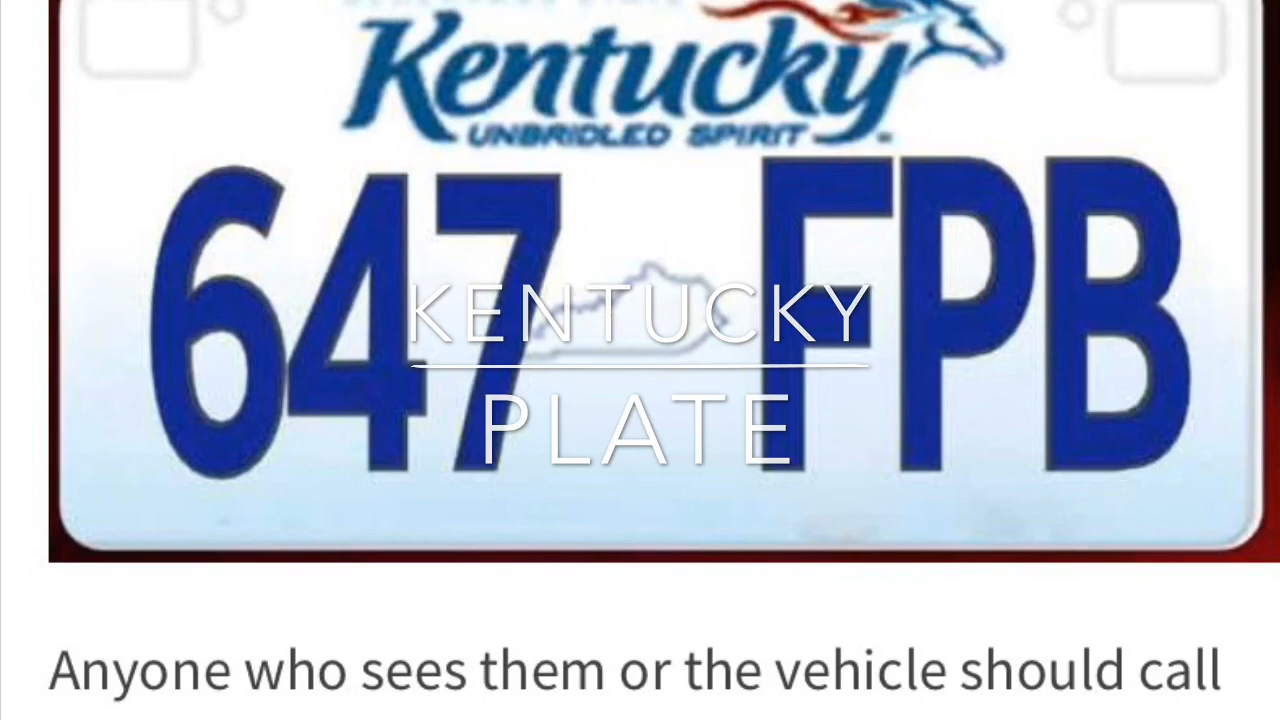 Kentucky
UNBRIDLED SPIRIT
647 FPB
KENTUCKY
PLATE
Anyone who sees them or the vehicle should call